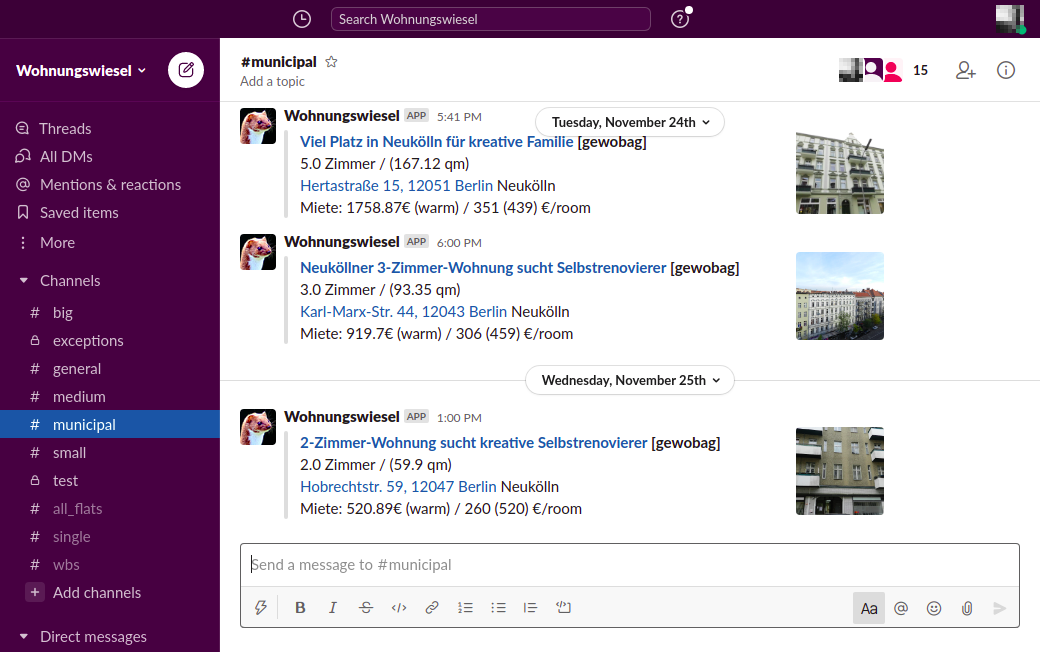 Search Wohnungswiesel
Wohnungswiesel
Threads
All DMs
Mentions & reactions
Saved items
More
Channels
# big
exceptions
# general
# medium
# municipal
# small
test
# all_flats
# single
# wbs
+ Add channels
Direct messages
#municipal
Add a topic
15
Tuesday, November 24th
Wohnungswiesel APP 5:41 PM
Viel Platz in Neukölln für kreative Familie [gewobag]
5.0 Zimmer / (167.12 qm)
Hertastraße 15, 12051 Berlin Neukölln
Miete: 1758.87€ (warm) / 351 (439) €/room
Wohnungswiesel APP 6:00 PM
Neuköllner 3-Zimmer-Wohnung sucht Selbstrenovierer [gewobag]
3.0 Zimmer / (93.35 qm)
Karl-Marx-Str. 44, 12043 Berlin Neukölln
Miete: 919.7€ (warm) / 306 (459) €/room
Wednesday, November 25th
Wohnungswiesel APP 1:00 PM
2-Zimmer-Wohnung sucht kreative Selbstrenovierer [gewobag]
2.0 Zimmer / (59.9 qm)
Hobrechtstr. 59, 12047 Berlin Neukölln
Miete: 520.89€ (warm) / 260 (520) €/room
Send a message to #municipal
B I S </> Aa @